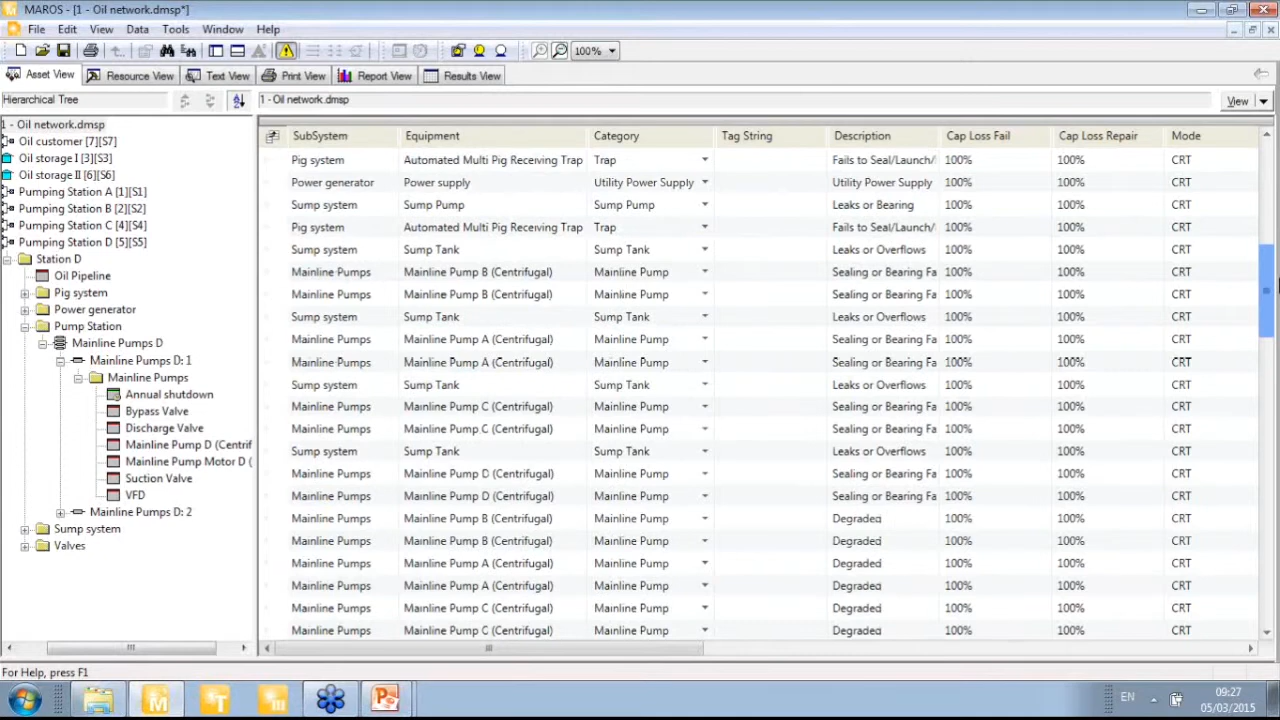 MAROS - [1 - Oil network.dmsp*]
File Edit View Data Tools Window Help
100%
Asset View Resource View Text View Print View Report View Results View
Hierarchical Tree
1 - Oil network.dmsp
View
1 - Oil network.dmsp
Oil customer [7][S7]
Oil storage I [3][S3]
Oil storage II [6][S6]
Pumping Station A [1][S1]
Pumping Station B [2][S2]
Pumping Station C [4][S4]
Pumping Station D [5][S5]
Station D
Oil Pipeline
Pig system
Power generator
Pump Station
Mainline Pumps D
Mainline Pumps D: 1
Mainline Pumps
Annual shutdown
Bypass Valve
Discharge Valve
Mainline Pump D (Centrif
Mainline Pump Motor D (
Suction Valve
VFD
Mainline Pumps D: 2
Sump system
Valves
SubSystem Equipment Category Tag String Description Cap Loss Fail Cap Loss Repair Mode
Pig system Automated Multi Pig Receiving Trap Trap Fails to Seal/Launch/ 100% 100% CRT
Power generator Power supply Utility Power Supply Utility Power Supply 100% 100% CRT
Sump system Sump Pump Sump Pump Leaks or Bearing 100% 100% CRT
Pig system Automated Multi Pig Receiving Trap Trap Fails to Seal/Launch/ 100% 100% CRT
Sump system Sump Tank Sump Tank Leaks or Overflows 100% 100% CRT
Mainline Pumps Mainline Pump B (Centrifugal) Mainline Pump Sealing or Bearing Fa 100% 100% CRT
Mainline Pumps Mainline Pump B (Centrifugal) Mainline Pump Sealing or Bearing Fa 100% 100% CRT
Sump system Sump Tank Sump Tank Leaks or Overflows 100% 100% CRT
Mainline Pumps Mainline Pump A (Centrifugal) Mainline Pump Sealing or Bearing Fa 100% 100% CRT
Mainline Pumps Mainline Pump A (Centrifugal) Mainline Pump Sealing or Bearing Fa 100% 100% CRT
Sump system Sump Tank Sump Tank Leaks or Overflows 100% 100% CRT
Mainline Pumps Mainline Pump C (Centrifugal) Mainline Pump Sealing or Bearing Fa 100% 100% CRT
Mainline Pumps Mainline Pump C (Centrifugal) Mainline Pump Sealing or Bearing Fa 100% 100% CRT
Sump system Sump Tank Sump Tank Leaks or Overflows 100% 100% CRT
Mainline Pumps Mainline Pump D (Centrifugal) Mainline Pump Sealing or Bearing Fa 100% 100% CRT
Mainline Pumps Mainline Pump D (Centrifugal) Mainline Pump Sealing or Bearing Fa 100% 100% CRT
Mainline Pumps Mainline Pump B (Centrifugal) Mainline Pump Degraded 100% 100% CRT
Mainline Pumps Mainline Pump B (Centrifugal) Mainline Pump Degraded 100% 100% CRT
Mainline Pumps Mainline Pump A (Centrifugal) Mainline Pump Degraded 100% 100% CRT
Mainline Pumps Mainline Pump A (Centrifugal) Mainline Pump Degraded 100% 100% CRT
Mainline Pumps Mainline Pump C (Centrifugal) Mainline Pump Degraded 100% 100% CRT
Mainline Pumps Mainline Pump C (Centrifugal) Mainline Pump Degraded 100% 100% CRT
For Help, press F1
EN
09:27
05/03/2015